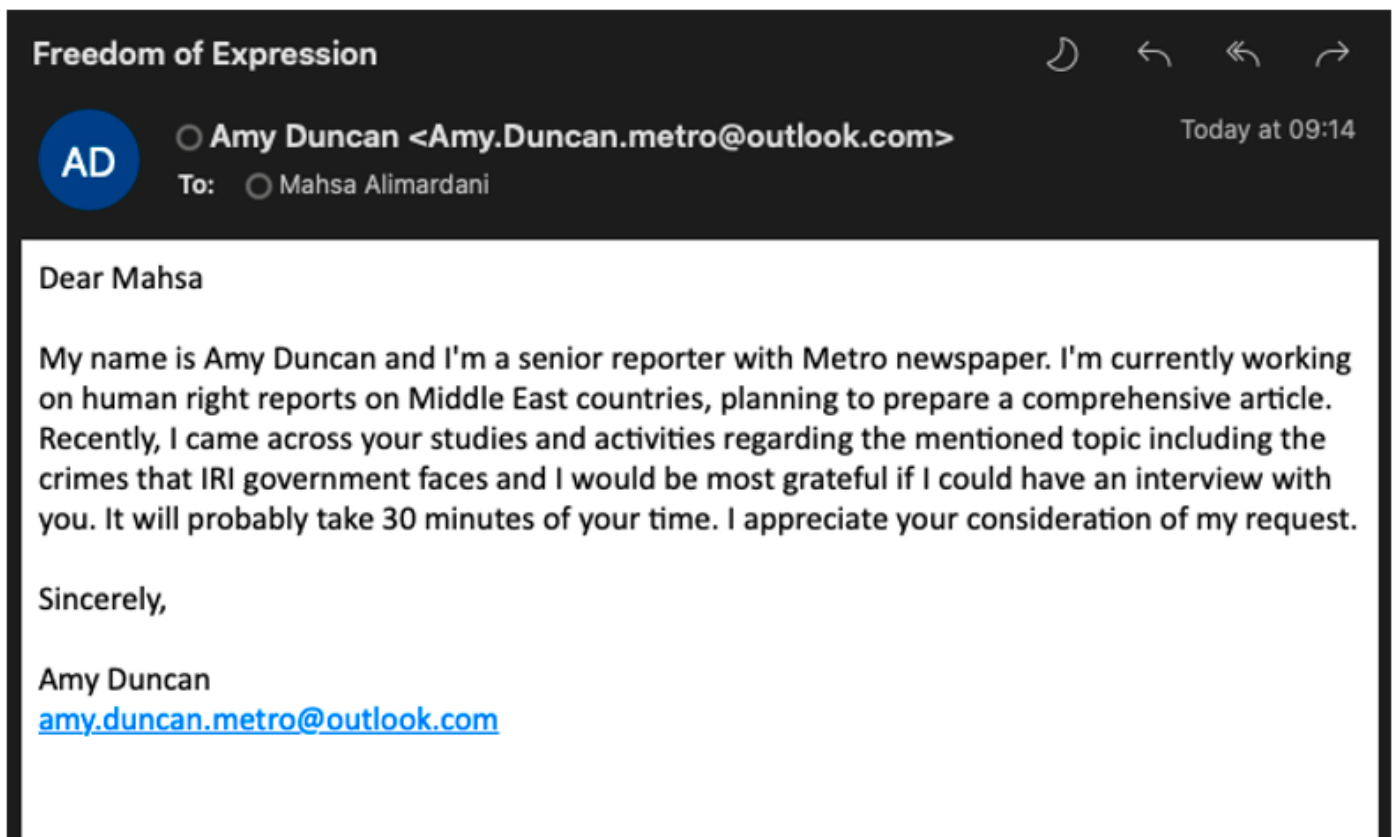 Freedom of Expression
AD
Amy Duncan <Amy.Duncan.metro@outlook.com>
Today at 09:14
To: Mahsa Alimardani
Dear Mahsa
My name is Amy Duncan and I'm a senior reporter with Metro newspaper. I'm currently working
on human right reports on Middle East countries, planning to prepare a comprehensive article.
Recently, I came across your studies and activities regarding the mentioned topic including the
crimes that IRI government faces and I would be most grateful if I could have an interview with
you. It will probably take 30 minutes of your time. I appreciate your consideration of my request.
Sincerely,
Amy Duncan
amy.duncan.metro@outlook.com